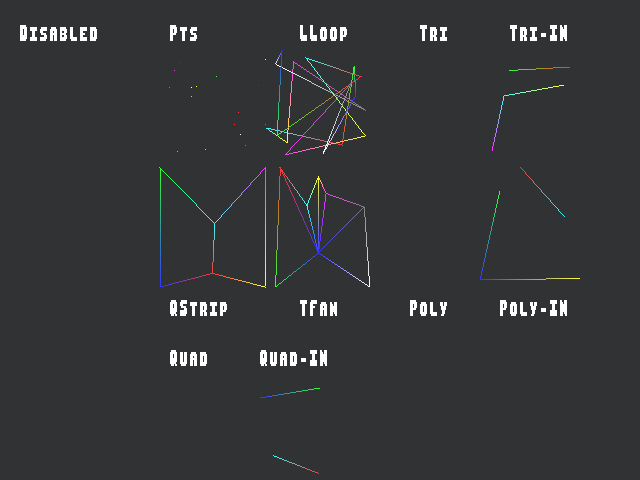 Disabled Pts LLoop Tri Tri-IN
QStrip TFan Poly Poly-IN
Quad Quad-IN